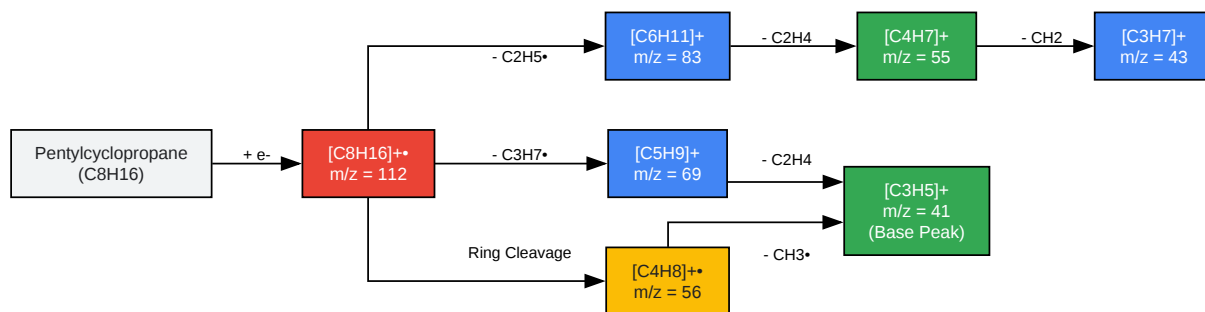 [C6H11]+
m/z = 83
- C2H4
[C4H7]+
m/z = 55
- CH2
[C3H7]+
m/z = 43
- C2H5•
Pentylcyclopropane
(C8H16)
+ e-
[C8H16]+•
m/z = 112
- C3H7•
[C5H9]+
m/z = 69
- C2H4
[C3H5]+
m/z = 41
(Base Peak)
Ring Cleavage
[C4H8]+•
m/z = 56
- CH3•